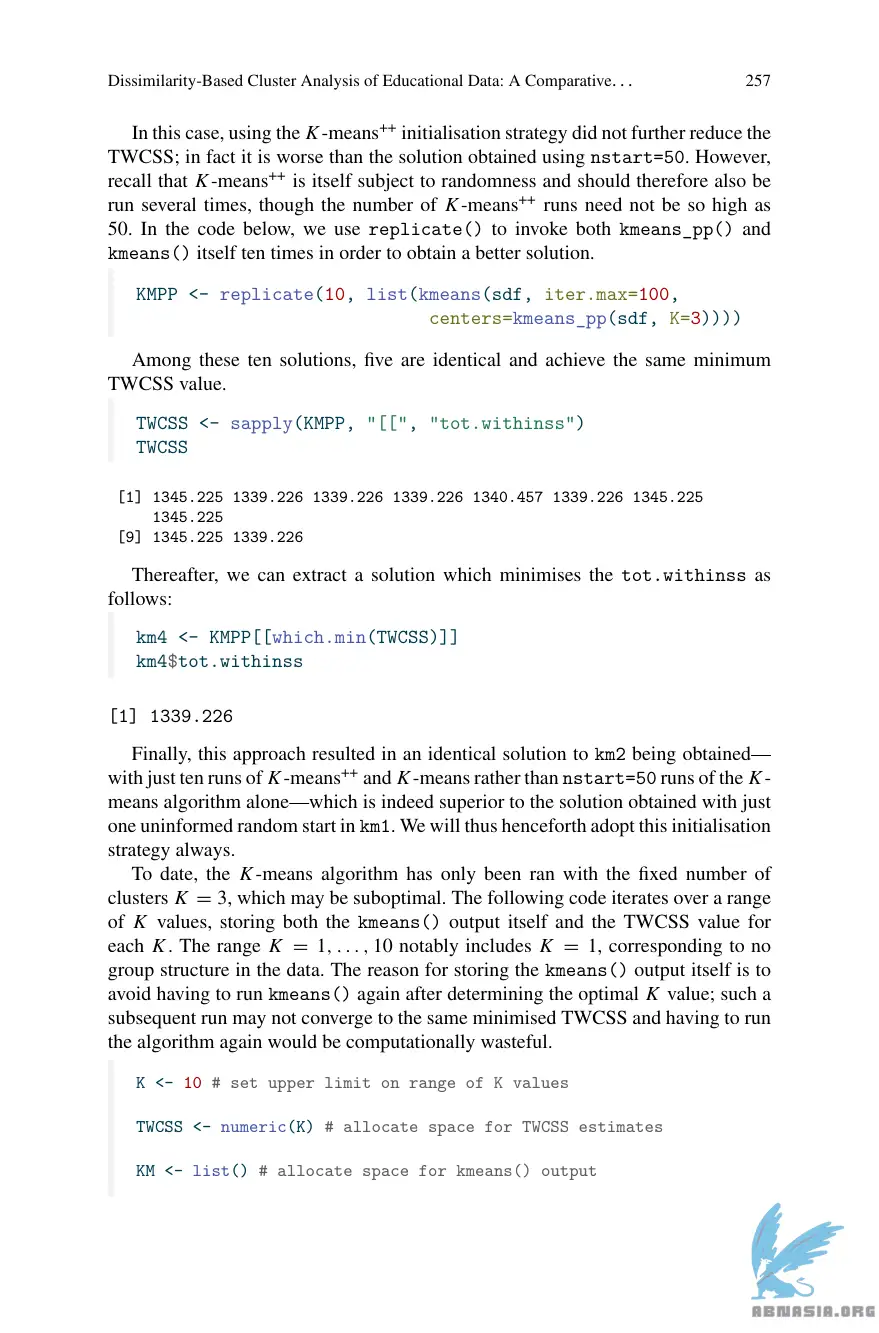 Dissimilarity-Based Cluster Analysis of Educational Data: A Comparative... 257
In this case, using the K-means++ initialisation strategy did not further reduce the
TWCSS; in fact it is worse than the solution obtained using nstart=50. However,
recall that K-means++ is itself subject to randomness and should therefore also be
run several times, though the number of K-means++ runs need not be so high as
50. In the code below, we use replicate() to invoke both kmeans_pp() and
kmeans() itself ten times in order to obtain a better solution.
KMPP <- replicate(10, list(kmeans(sdf, iter.max=100,
centers=kmeans_pp(sdf, K=3))))
Among these ten solutions, five are identical and achieve the same minimum
TWCSS value.
TWCSS <- sapply(KMPP, "[[", "tot.withinss")
TWCSS
[1] 1345.225 1339.226 1339.226 1339.226 1340.457 1339.226 1345.225
1345.225
[9] 1345.225 1339.226
Thereafter, we can extract a solution which minimises the tot.withinss as
follows:
km4 <- KMPP[[which.min(TWCSS)]]
km4$tot.withinss
[1] 1339.226
Finally, this approach resulted in an identical solution to km2 being obtained—
with just ten runs of K-means++ and K-means rather than nstart=50 runs of the K-
means algorithm alone—which is indeed superior to the solution obtained with just
one uninformed random start in km1. We will thus henceforth adopt this initialisation
strategy always.
To date, the K-means algorithm has only been ran with the fixed number of
clusters K = 3, which may be suboptimal. The following code iterates over a range
of K values, storing both the kmeans() output itself and the TWCSS value for
each K. The range K = 1, . . . , 10 notably includes K = 1, corresponding to no
group structure in the data. The reason for storing the kmeans() output itself is to
avoid having to run kmeans() again after determining the optimal K value; such a
subsequent run may not converge to the same minimised TWCSS and having to run
the algorithm again would be computationally wasteful.
K <- 10 # set upper limit on range of K values
TWCSS <- numeric(K) # allocate space for TWCSS estimates
KM <- list() # allocate space for kmeans() output
ABNASIA.ORG